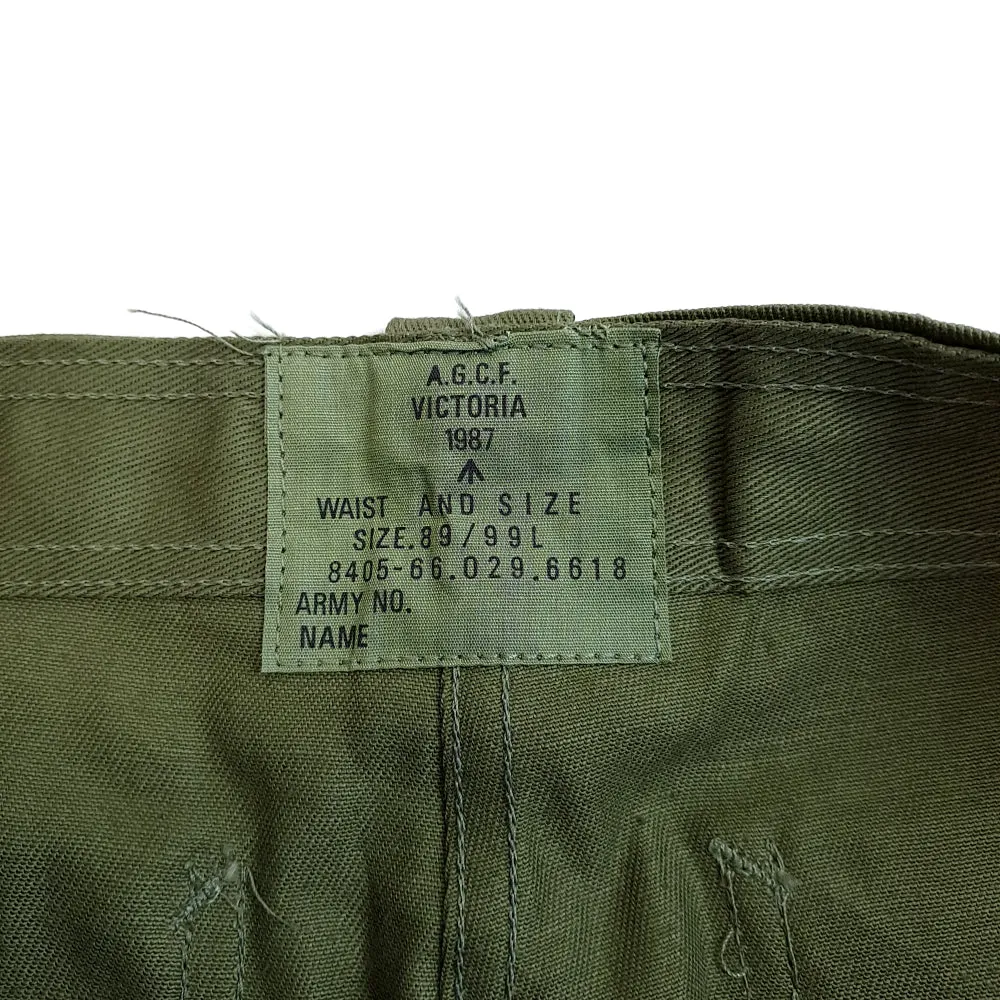 A.G.C.F.
VICTORIA
1987
WAIST AND SIZE
SIZE.89/99L
8405-66.029.6618
ARMY NO.
NAME